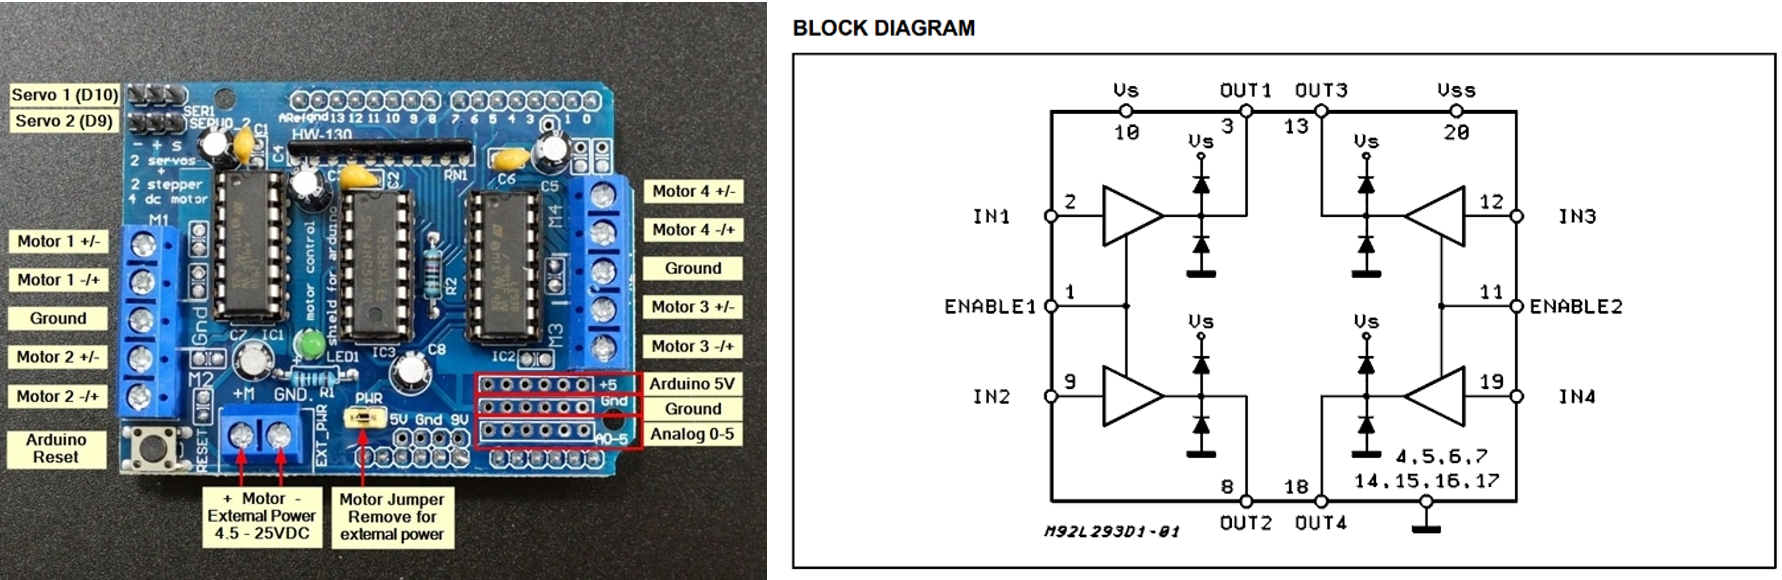 Servo 1 (D10)
Servo 2 (D9)
SER1
SERVO_2
- + S
2 servos
+
2 stepper
4 dc motor
M1
Motor 1 +/-
Motor 1 -/+
Ground
Motor 2 +/-
Motor 2 -/+
Arduino
Reset
ARef gnd 13 12 11 10 9 8
7 6 5 4 3 1 0
HW-130
C1
C4
C2
RN1
C6
C5
motor control
shield for arduino
R2
M4
M3
Gnd
C7
IC1
IC3
IC2
LED1
R1
C8
M2
+M GND.
EXT_PWR
RESET
PWR
5V Gnd 9V
+5
Gnd
A0-5
Motor 4 +/-
Motor 4 -/+
Ground
Motor 3 +/-
Motor 3 -/+
Arduino 5V
Ground
Analog 0-5
+ Motor -
External Power
4.5 - 25VDC
Motor Jumper
Remove for
external power
BLOCK DIAGRAM
Vs OUT1 OUT3 Vss
10 3 13 20
Vs Vs
IN1 2 12 IN3
ENABLE1 1 11 ENABLE2
Vs Vs
IN2 9 19 IN4
4,5,6,7
14,15,16,17
8 18
OUT2 OUT4
M92L293D1-01